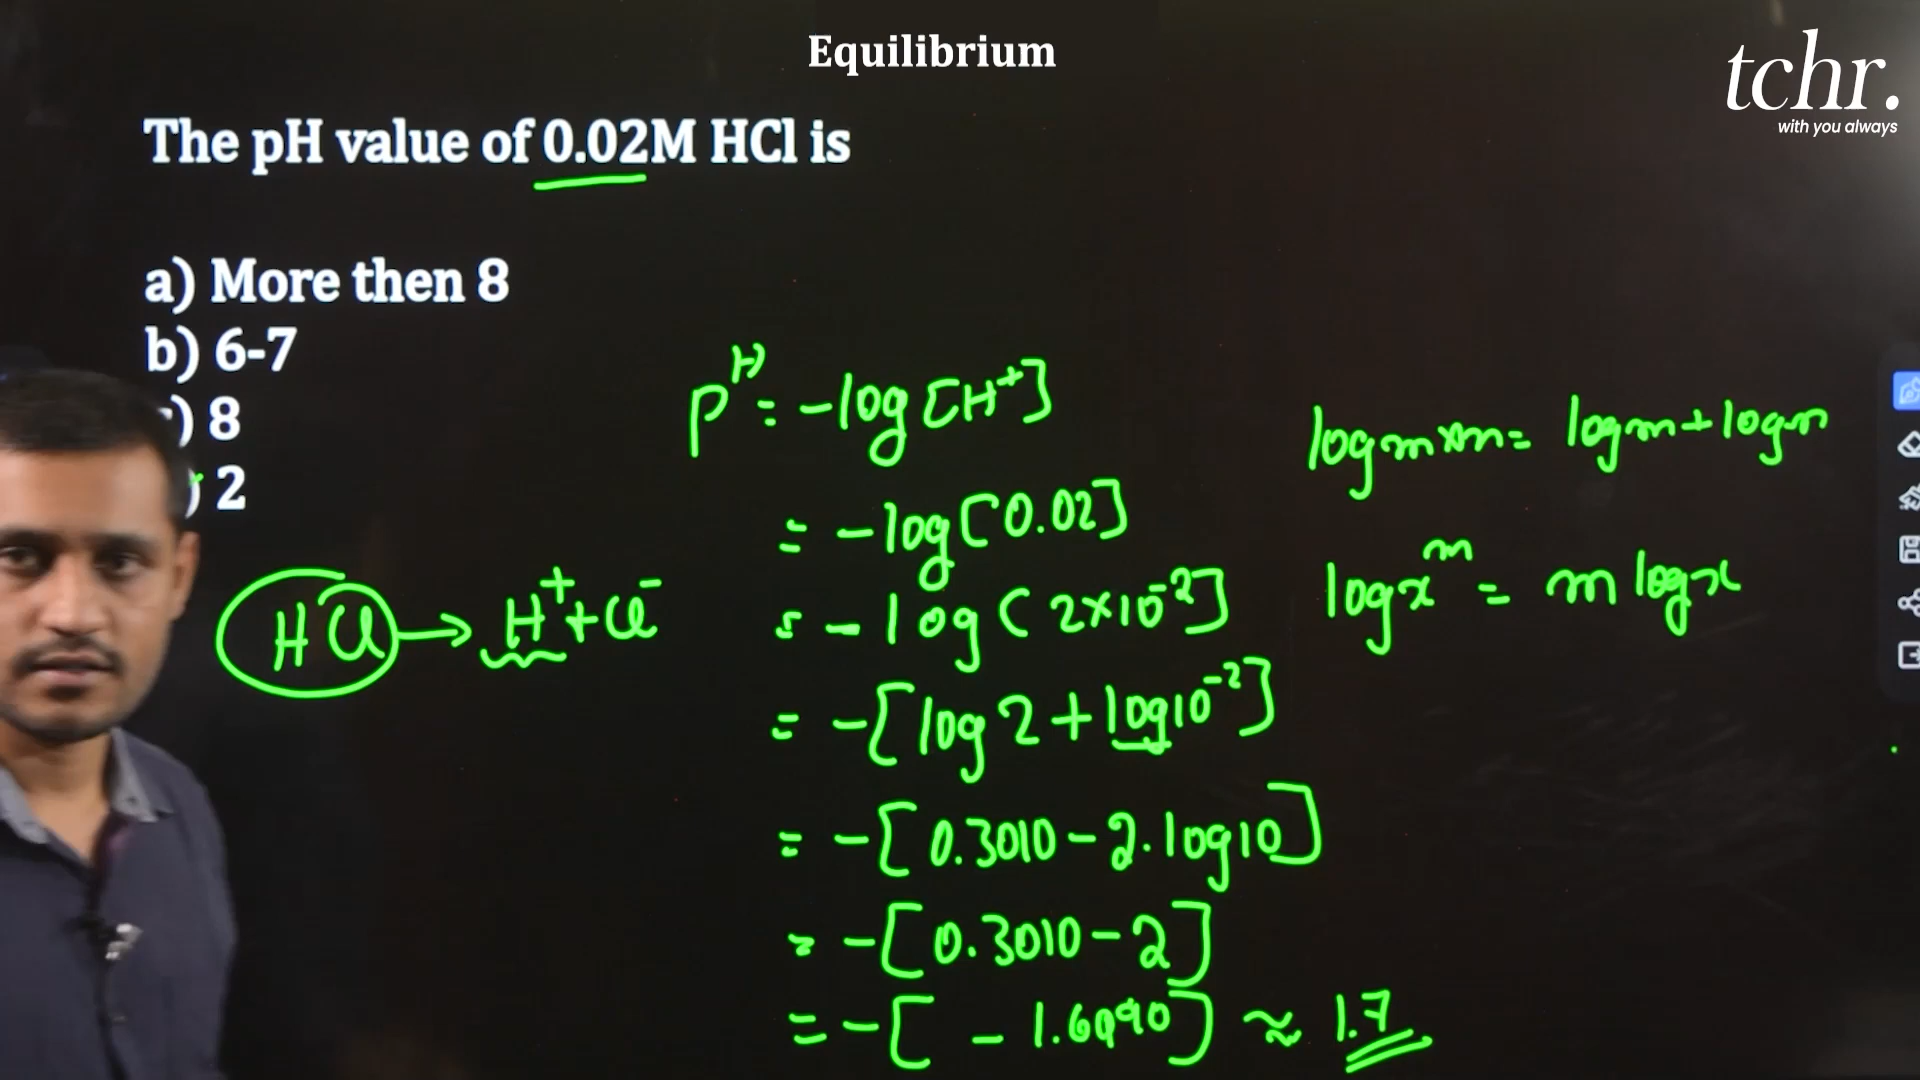 Equilibrium
tchr.
with you always
The pH value of 0.02M HCl is
a) More then 8
b) 6-7
) 8
) 2
pH = -log[H⁺]
= -log[0.02]
= -log(2×10⁻²]
= -[log2 + log10⁻²]
= -[0.3010 - 2.log10]
= -[0.3010 - 2]
= -[-1.6990] ≈ 1.7
HCl → H⁺ + Cl⁻
log m×n = log m + log n
log xᵐ = m log x